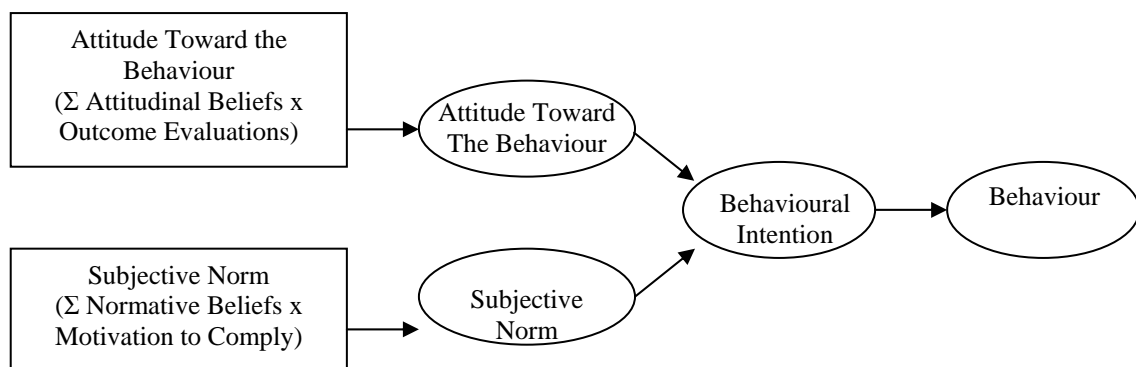 Attitude Toward the
Behaviour
(Σ Attitudinal Beliefs x
Outcome Evaluations)
Attitude Toward
The Behaviour
Behavioural
Intention
Behaviour
Subjective Norm
(Σ Normative Beliefs x
Motivation to Comply)
Subjective
Norm